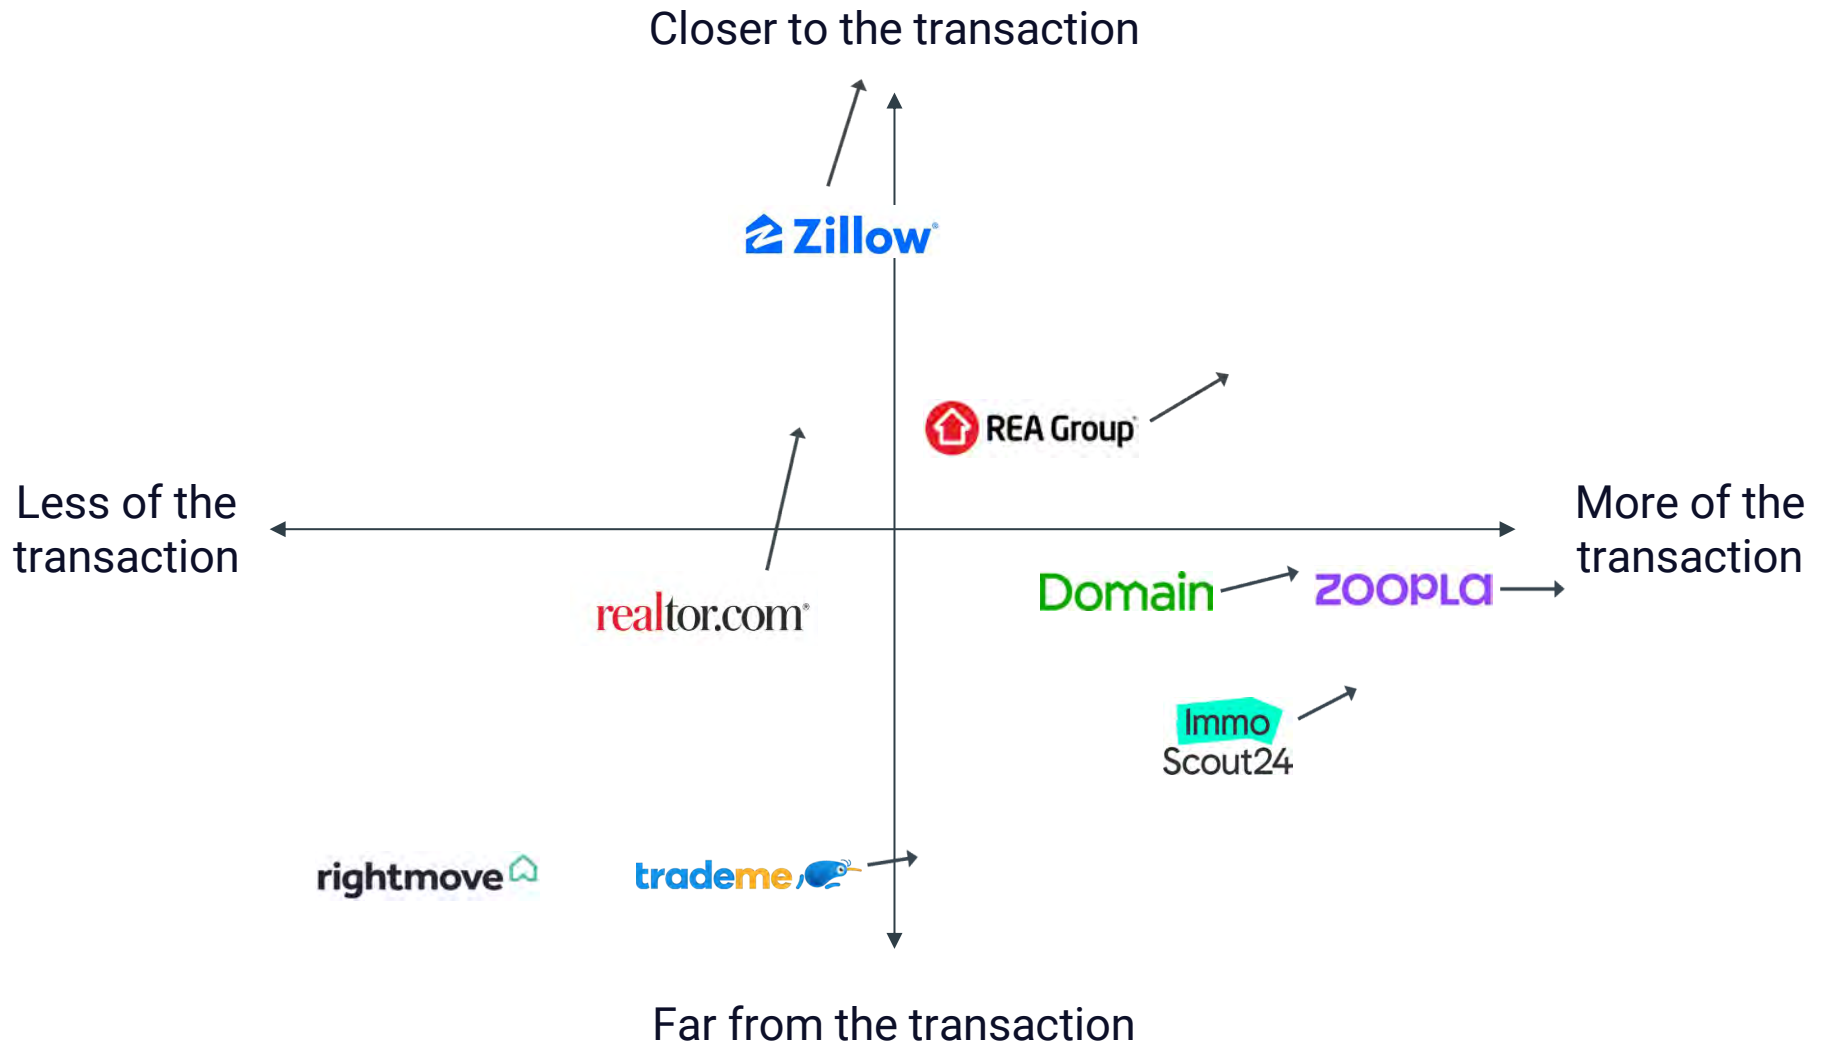 Closer to the transaction
Zillow®
REA Group
Less of the
transaction
More of the
transaction
Domain
zoopla
realtor.com®
Immo
Scout24
rightmove
trademe
Far from the transaction